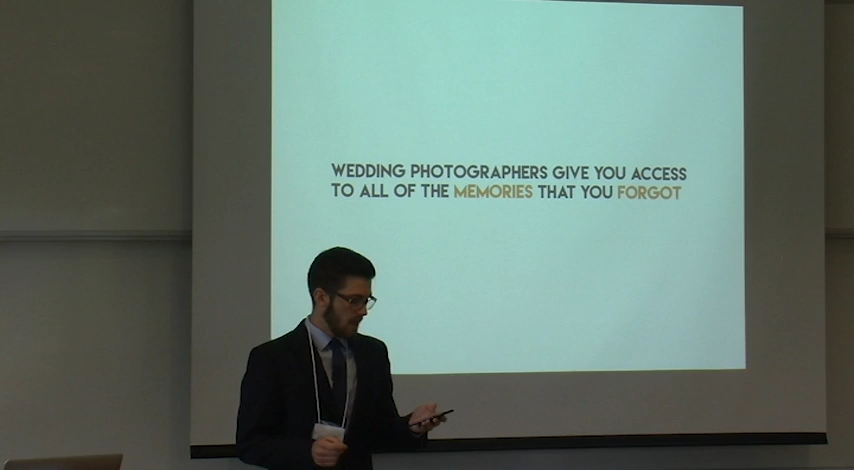 WEDDING PHOTOGRAPHERS GIVE YOU ACCESS
TO ALL OF THE MEMORIES THAT YOU FORGOT